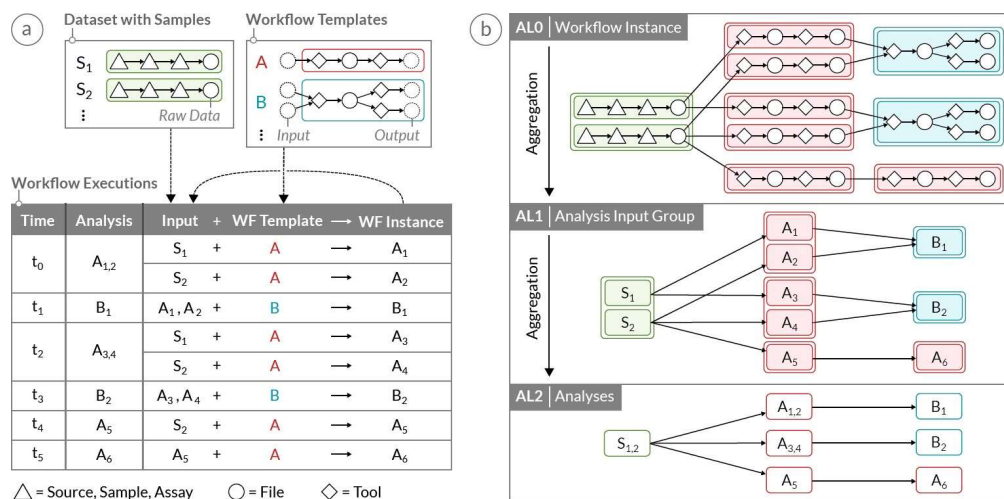 a
Dataset with Samples
S1
S2
⋮
Raw Data
Workflow Templates
A
B
⋮
Input
Output
Workflow Executions
Time Analysis Input + WF Template → WF Instance
t0 A1,2 S1 + A → A1
S2 + A → A2
t1 B1 A1 , A2 + B → B1
t2 A3,4 S1 + A → A3
S2 + A → A4
t3 B2 A3 , A4 + B → B2
t4 A5 S2 + A → A5
t5 A6 A5 + A → A6
= Source, Sample, Assay = File = Tool
b
AL0 | Workflow Instance
Aggregation
AL1 | Analysis Input Group
A1
A2
B1
S1
S2
A3
A4
B2
A5
A6
Aggregation
AL2 | Analyses
A1,2 B1
S1,2 A3,4 B2
A5 A6